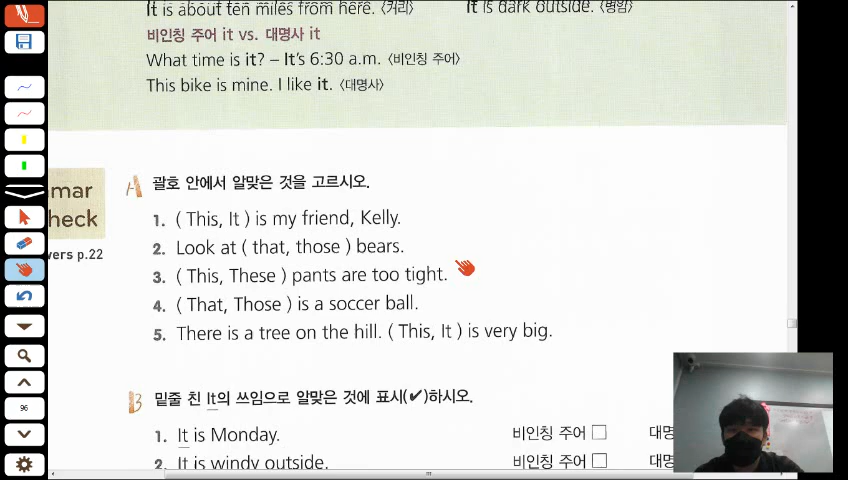 It is about ten miles from here. 〈거리〉
It is dark outside. 〈명암〉
비인칭 주어 it vs. 대명사 it
What time is it? – It's 6:30 a.m. 〈비인칭 주어〉
This bike is mine. I like it. 〈대명사〉
mar
heck
vers p.22
A 괄호 안에서 알맞은 것을 고르시오.
1. ( This, It ) is my friend, Kelly.
2. Look at ( that, those ) bears.
3. ( This, These ) pants are too tight.
4. ( That, Those ) is a soccer ball.
5. There is a tree on the hill. ( This, It ) is very big.
B 밑줄 친 It의 쓰임으로 알맞은 것에 표시(✔)하시오.
1. It is Monday. 비인칭 주어 □ 대명
2. It is windy outside. 비인칭 주어 □ 대명
96